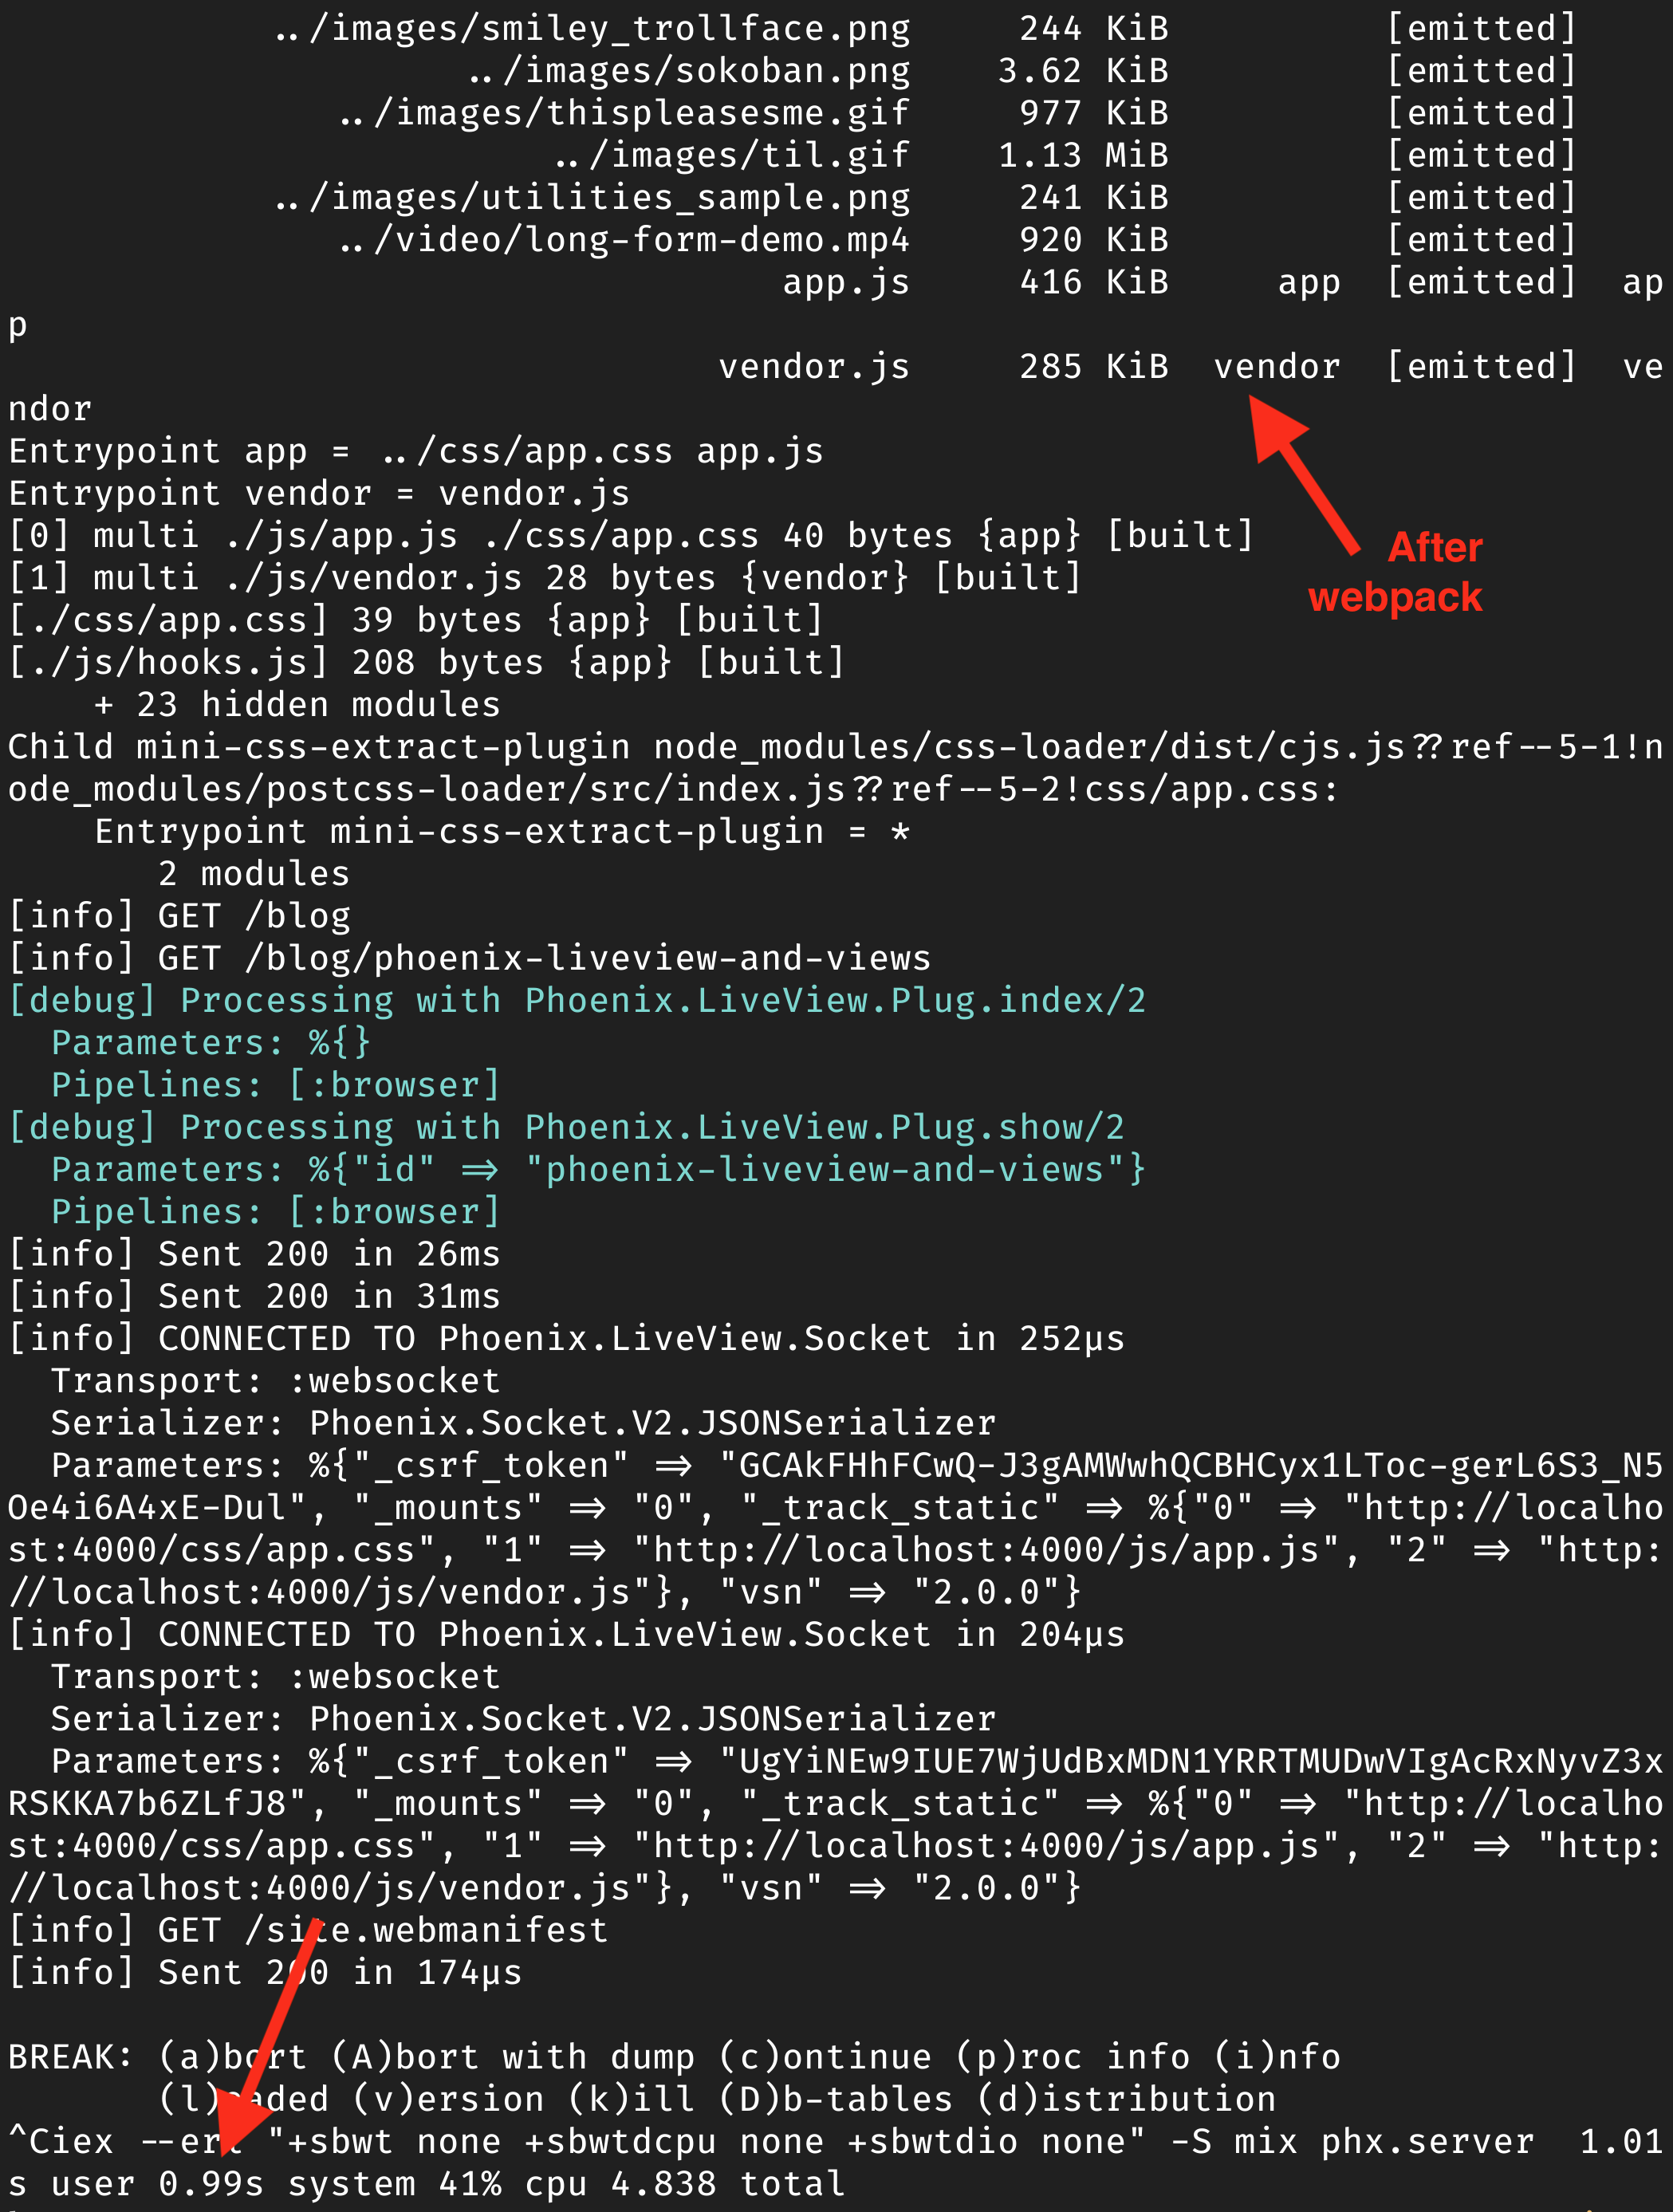 ../images/smiley_trollface.png 244 KiB [emitted]
../images/sokoban.png 3.62 KiB [emitted]
../images/thispleasesme.gif 977 KiB [emitted]
../images/til.gif 1.13 MiB [emitted]
../images/utilities_sample.png 241 KiB [emitted]
../video/long-form-demo.mp4 920 KiB [emitted]
app.js 416 KiB app [emitted] ap
p
vendor.js 285 KiB vendor [emitted] ve
ndor
Entrypoint app = ../css/app.css app.js
Entrypoint vendor = vendor.js
[0] multi ./js/app.js ./css/app.css 40 bytes {app} [built]
After
[1] multi ./js/vendor.js 28 bytes {vendor} [built]
webpack
[./css/app.css] 39 bytes {app} [built]
[./js/hooks.js] 208 bytes {app} [built]
+ 23 hidden modules
Child mini-css-extract-plugin node_modules/css-loader/dist/cjs.js??ref--5-1!n
ode_modules/postcss-loader/src/index.js??ref--5-2!css/app.css:
Entrypoint mini-css-extract-plugin = *
2 modules
[info] GET /blog
[info] GET /blog/phoenix-liveview-and-views
[debug] Processing with Phoenix.LiveView.Plug.index/2
Parameters: %{}
Pipelines: [:browser]
[debug] Processing with Phoenix.LiveView.Plug.show/2
Parameters: %{"id" => "phoenix-liveview-and-views"}
Pipelines: [:browser]
[info] Sent 200 in 26ms
[info] Sent 200 in 31ms
[info] CONNECTED TO Phoenix.LiveView.Socket in 252µs
Transport: :websocket
Serializer: Phoenix.Socket.V2.JSONSerializer
Parameters: %{"_csrf_token" => "GCAkFHhFCwQ-J3gAMWwhQCBHCyx1LToc-gerL6S3_N5
Oe4i6A4xE-Dul", "_mounts" => "0", "_track_static" => %{"0" => "http://localho
st:4000/css/app.css", "1" => "http://localhost:4000/js/app.js", "2" => "http:
//localhost:4000/js/vendor.js"}, "vsn" => "2.0.0"}
[info] CONNECTED TO Phoenix.LiveView.Socket in 204µs
Transport: :websocket
Serializer: Phoenix.Socket.V2.JSONSerializer
Parameters: %{"_csrf_token" => "UgYiNEw9IUE7WjUdBxMDN1YRRTMUDwVIgAcRxNyvZ3x
RSKKA7b6ZLfJ8", "_mounts" => "0", "_track_static" => %{"0" => "http://localho
st:4000/css/app.css", "1" => "http://localhost:4000/js/app.js", "2" => "http:
//localhost:4000/js/vendor.js"}, "vsn" => "2.0.0"}
[info] GET /site.webmanifest
[info] Sent 200 in 174µs
BREAK: (a)bort (A)bort with dump (c)ontinue (p)roc info (i)nfo
(l)oaded (v)ersion (k)ill (D)b-tables (d)istribution
^Ciex --erl "+sbwt none +sbwtdcpu none +sbwtdio none" -S mix phx.server 1.01
s user 0.99s system 41% cpu 4.838 total